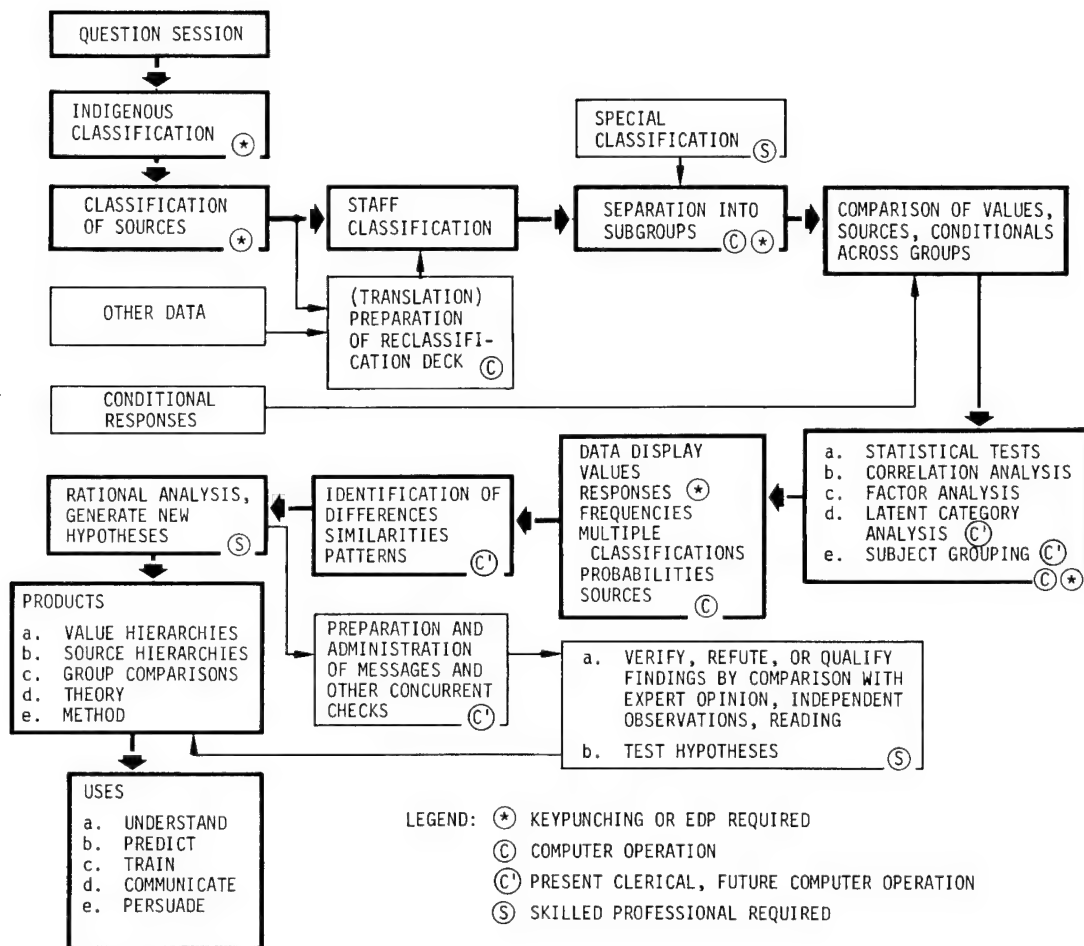 QUESTION SESSION
INDIGENOUS
CLASSIFICATION
*
CLASSIFICATION
OF SOURCES
*
STAFF
CLASSIFICATION
SPECIAL
CLASSIFICATION
S
SEPARATION INTO
SUBGROUPS
C *
COMPARISON OF VALUES,
SOURCES, CONDITIONALS
ACROSS GROUPS
OTHER DATA
(TRANSLATION)
PREPARATION
OF RECLASSIFI-
CATION DECK
C
CONDITIONAL
RESPONSES
a. STATISTICAL TESTS
b. CORRELATION ANALYSIS
c. FACTOR ANALYSIS
d. LATENT CATEGORY
ANALYSIS C'
e. SUBJECT GROUPING C'
C *
DATA DISPLAY
VALUES
RESPONSES *
FREQUENCIES
MULTIPLE
CLASSIFICATIONS
PROBABILITIES
SOURCES
C
IDENTIFICATION OF
DIFFERENCES
SIMILARITIES
PATTERNS
C'
RATIONAL ANALYSIS,
GENERATE NEW
HYPOTHESES
S
PRODUCTS
a. VALUE HIERARCHIES
b. SOURCE HIERARCHIES
c. GROUP COMPARISONS
d. THEORY
e. METHOD
PREPARATION AND
ADMINISTRATION
OF MESSAGES AND
OTHER CONCURRENT
CHECKS
C'
a. VERIFY, REFUTE, OR QUALIFY
FINDINGS BY COMPARISON WITH
EXPERT OPINION, INDEPENDENT
OBSERVATIONS, READING
b. TEST HYPOTHESES
S
USES
a. UNDERSTAND
b. PREDICT
c. TRAIN
d. COMMUNICATE
e. PERSUADE
LEGEND: * KEYPUNCHING OR EDP REQUIRED
C COMPUTER OPERATION
C' PRESENT CLERICAL, FUTURE COMPUTER OPERATION
S SKILLED PROFESSIONAL REQUIRED